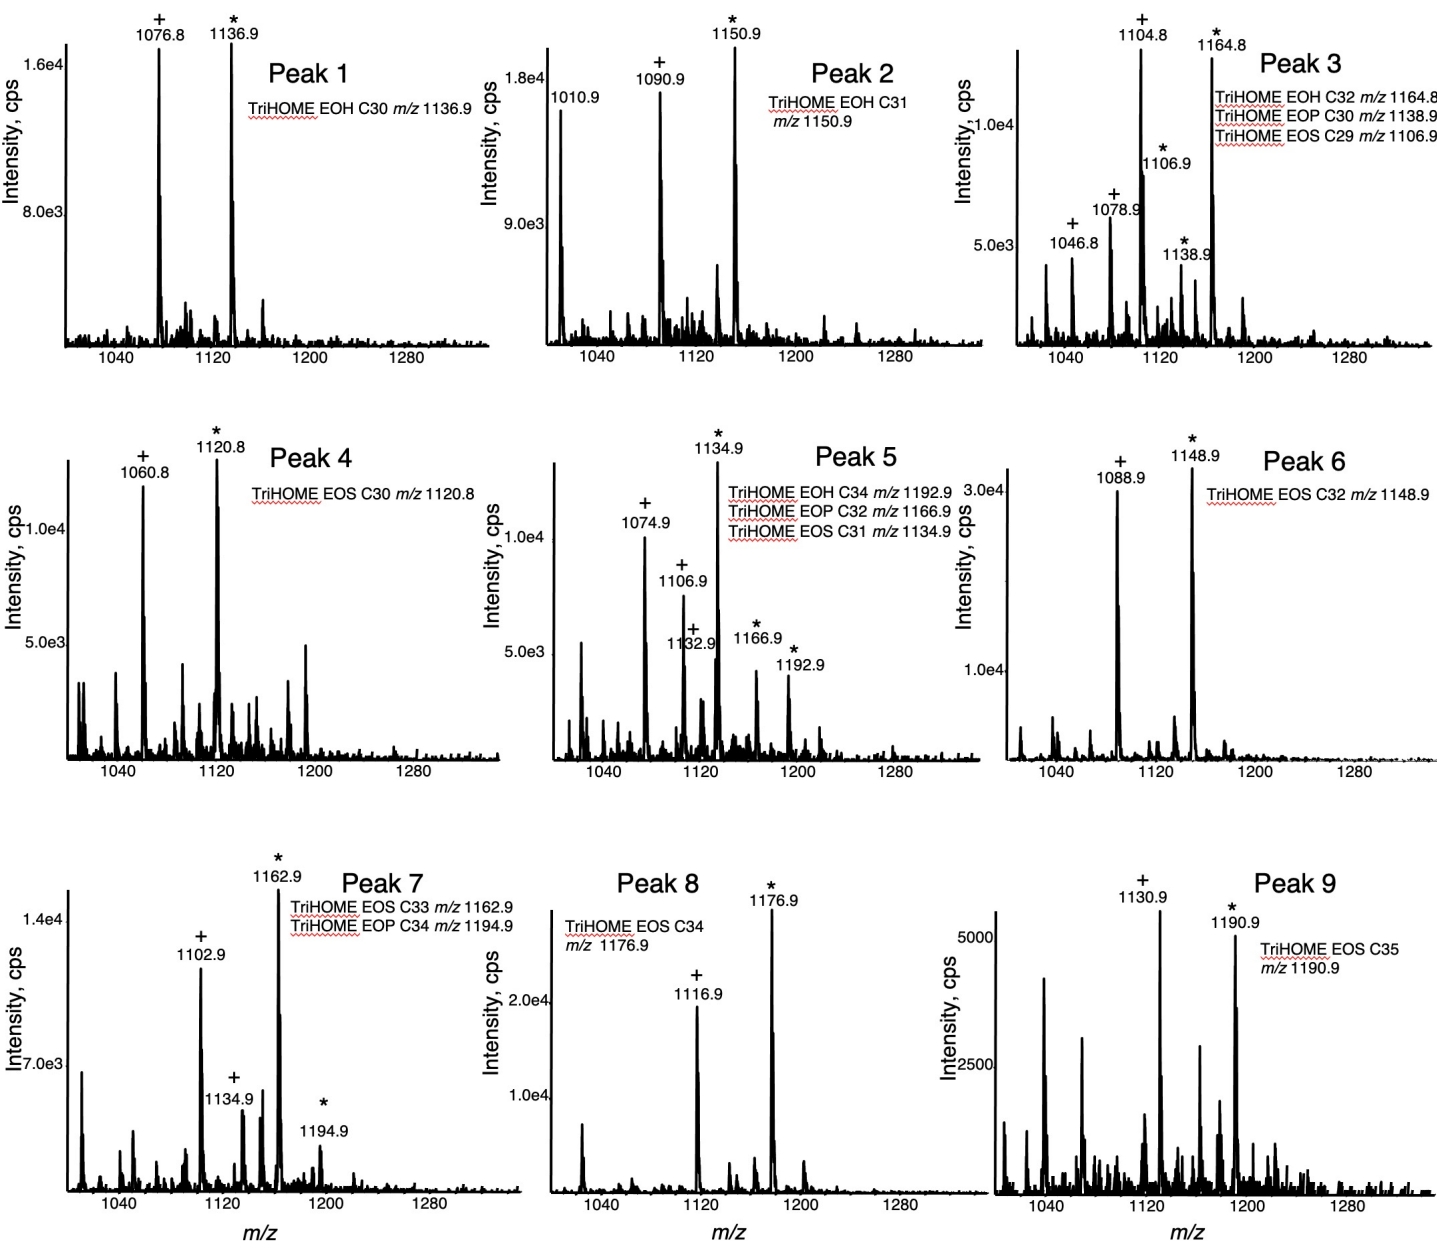 +
1076.8
*
1136.9
Peak 1
TriHOME EOH C30 m/z 1136.9
1.6e4
8.0e3
Intensity, cps
1040
1120
1200
1280
*
1150.9
+
1090.9
1010.9
Peak 2
TriHOME EOH C31
m/z 1150.9
1.8e4
9.0e3
Intensity, cps
1040
1120
1200
1280
+
1104.8
*
1164.8
Peak 3
TriHOME EOH C32 m/z 1164.8
TriHOME EOP C30 m/z 1138.9
TriHOME EOS C29 m/z 1106.9
*
1106.9
+
1078.9
+
1046.8
*
1138.9
1.0e4
5.0e3
Intensity, cps
1040
1120
1200
1280
+
1060.8
*
1120.8
Peak 4
TriHOME EOS C30 m/z 1120.8
1.0e4
5.0e3
Intensity, cps
1040
1120
1200
1280
*
1134.9
Peak 5
TriHOME EOH C34 m/z 1192.9
TriHOME EOP C32 m/z 1166.9
TriHOME EOS C31 m/z 1134.9
+
1074.9
+
1106.9
+
1132.9
*
1166.9
*
1192.9
1.0e4
5.0e3
Intensity, cps
1040
1120
1200
1280
+
1088.9
*
1148.9
Peak 6
TriHOME EOS C32 m/z 1148.9
3.0e4
1.0e4
Intensity, cps
1040
1120
1200
1280
*
1162.9
Peak 7
TriHOME EOS C33 m/z 1162.9
TriHOME EOP C34 m/z 1194.9
+
1102.9
+
1134.9
*
1194.9
1.4e4
7.0e3
Intensity, cps
1040
1120
1200
1280
m/z
Peak 8
*
1176.9
TriHOME EOS C34
m/z 1176.9
+
1116.9
2.0e4
1.0e4
Intensity, cps
1040
1120
1200
1280
m/z
+
1130.9
Peak 9
*
1190.9
TriHOME EOS C35
m/z 1190.9
5000
2500
Intensity, cps
1040
1120
1200
1280
m/z